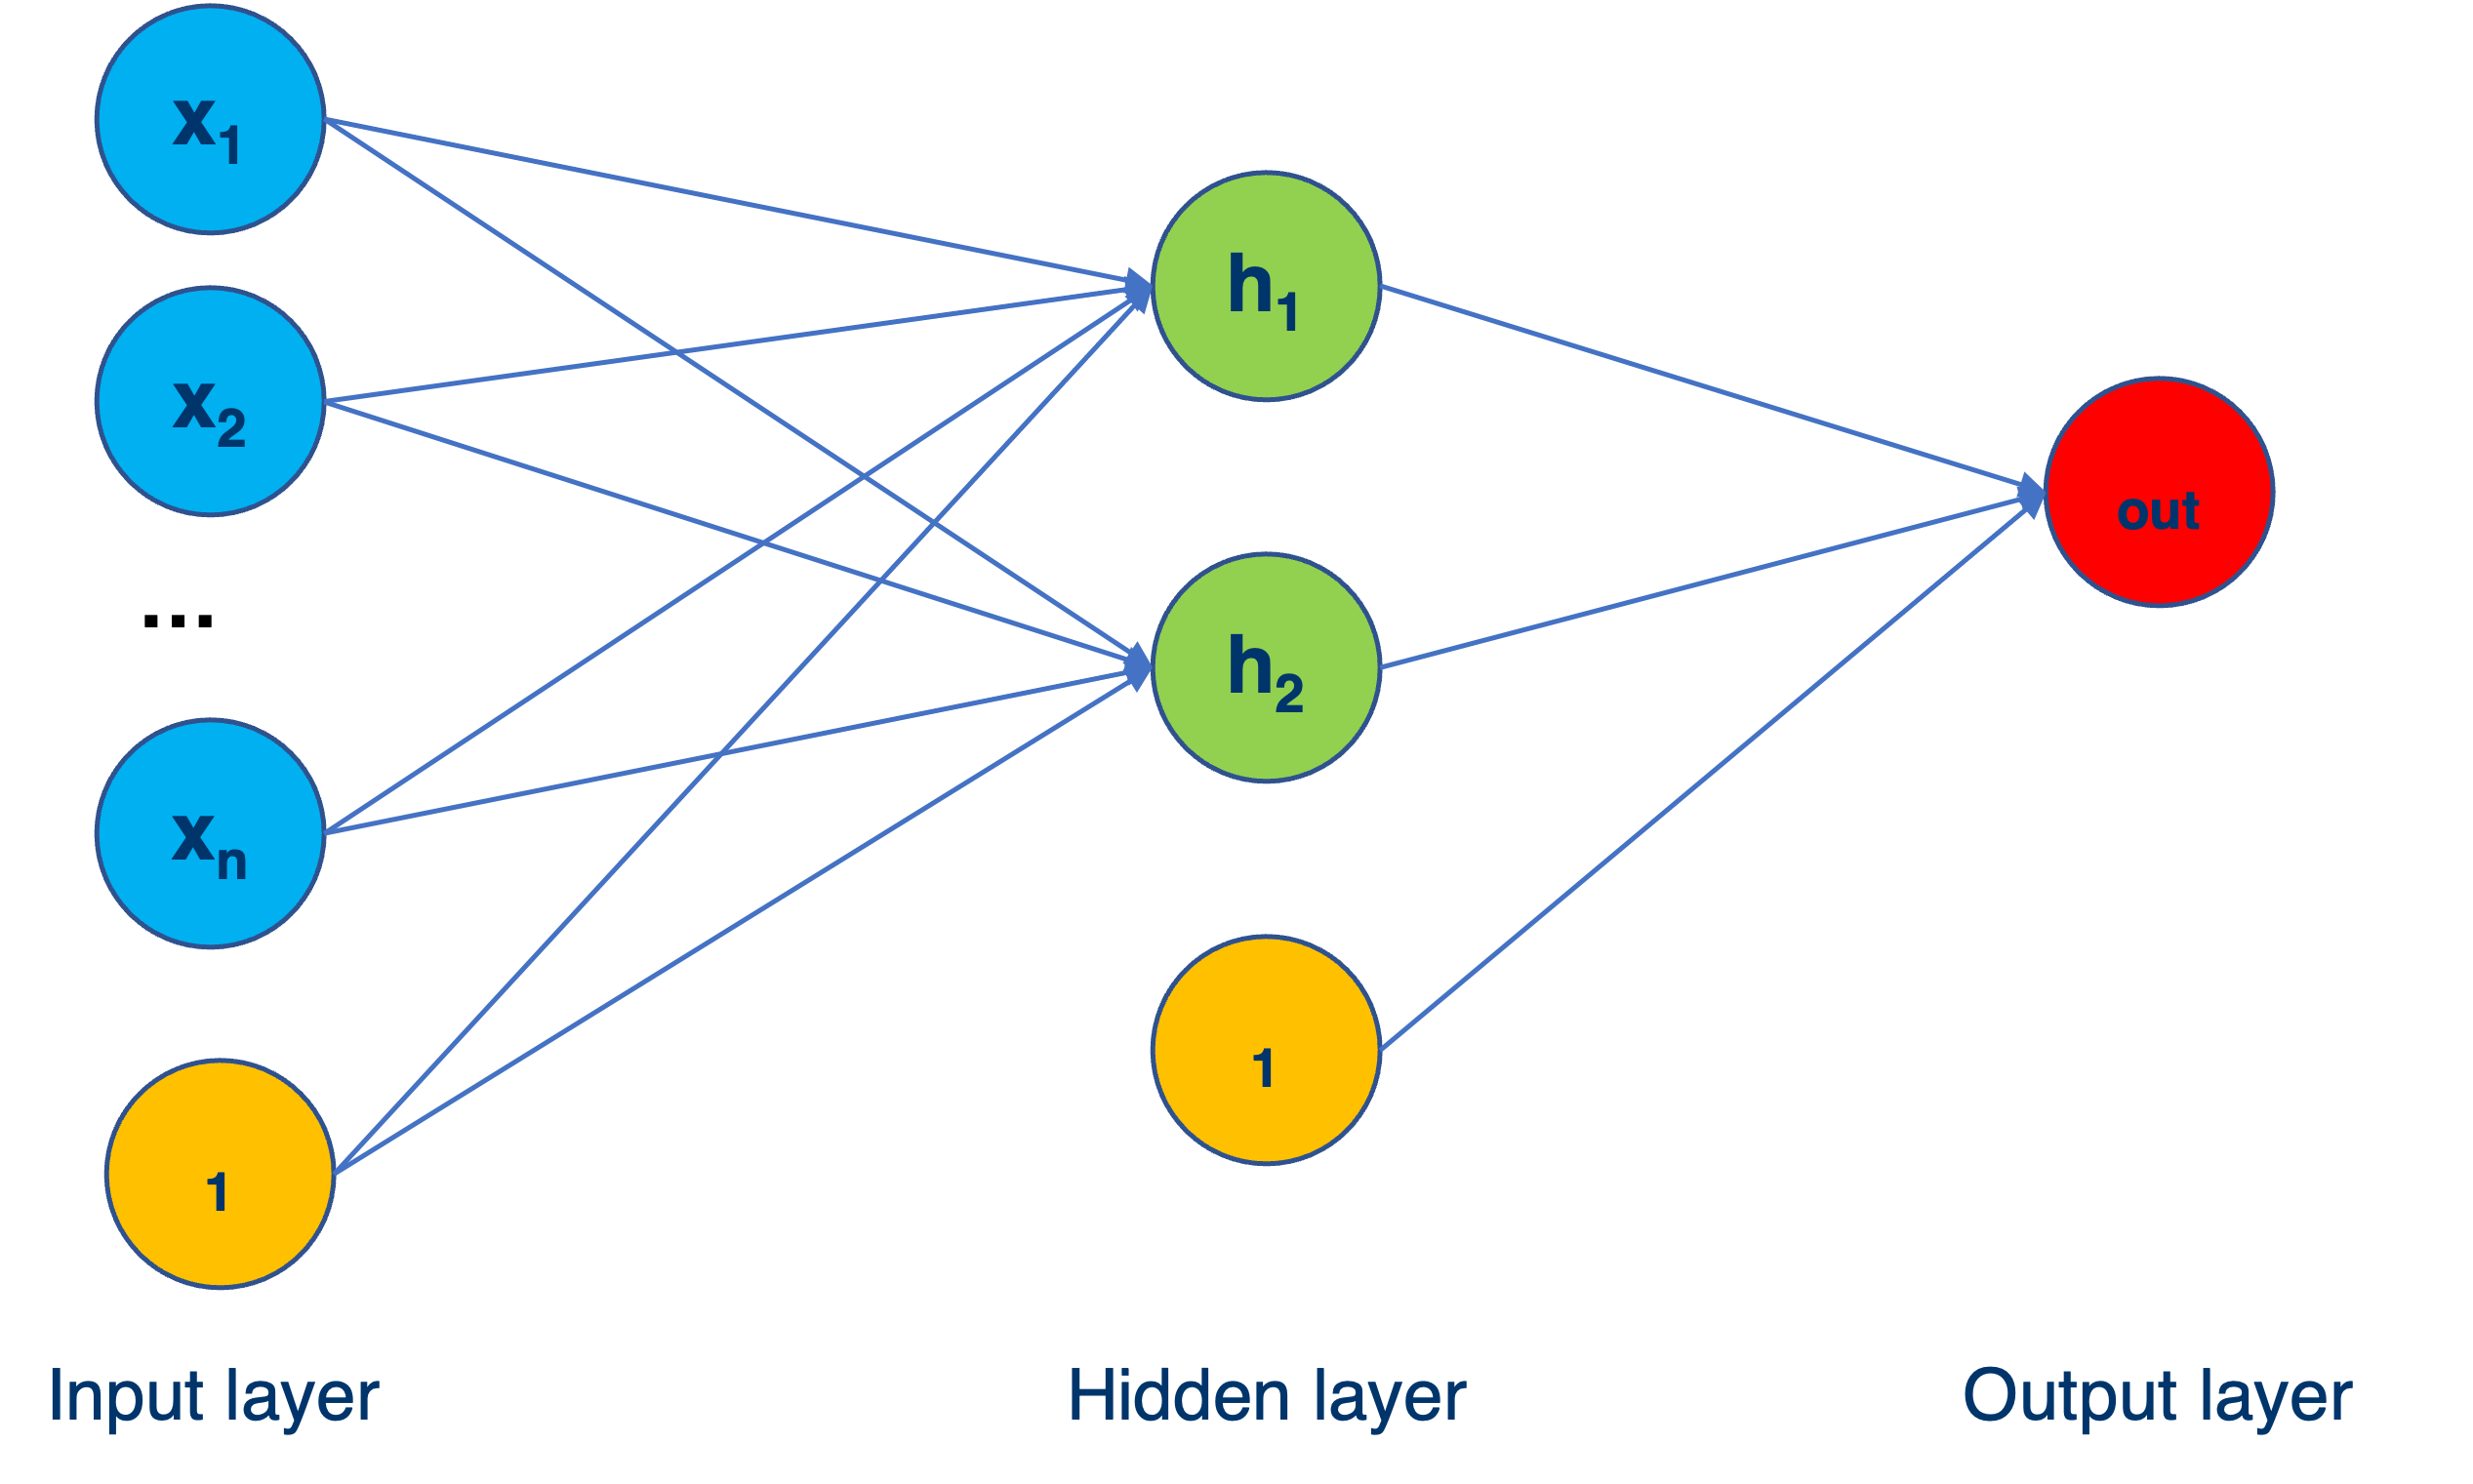 x1
h1
x2
out
....
h2
xn
1
1
Input layer
Hidden layer
Output layer